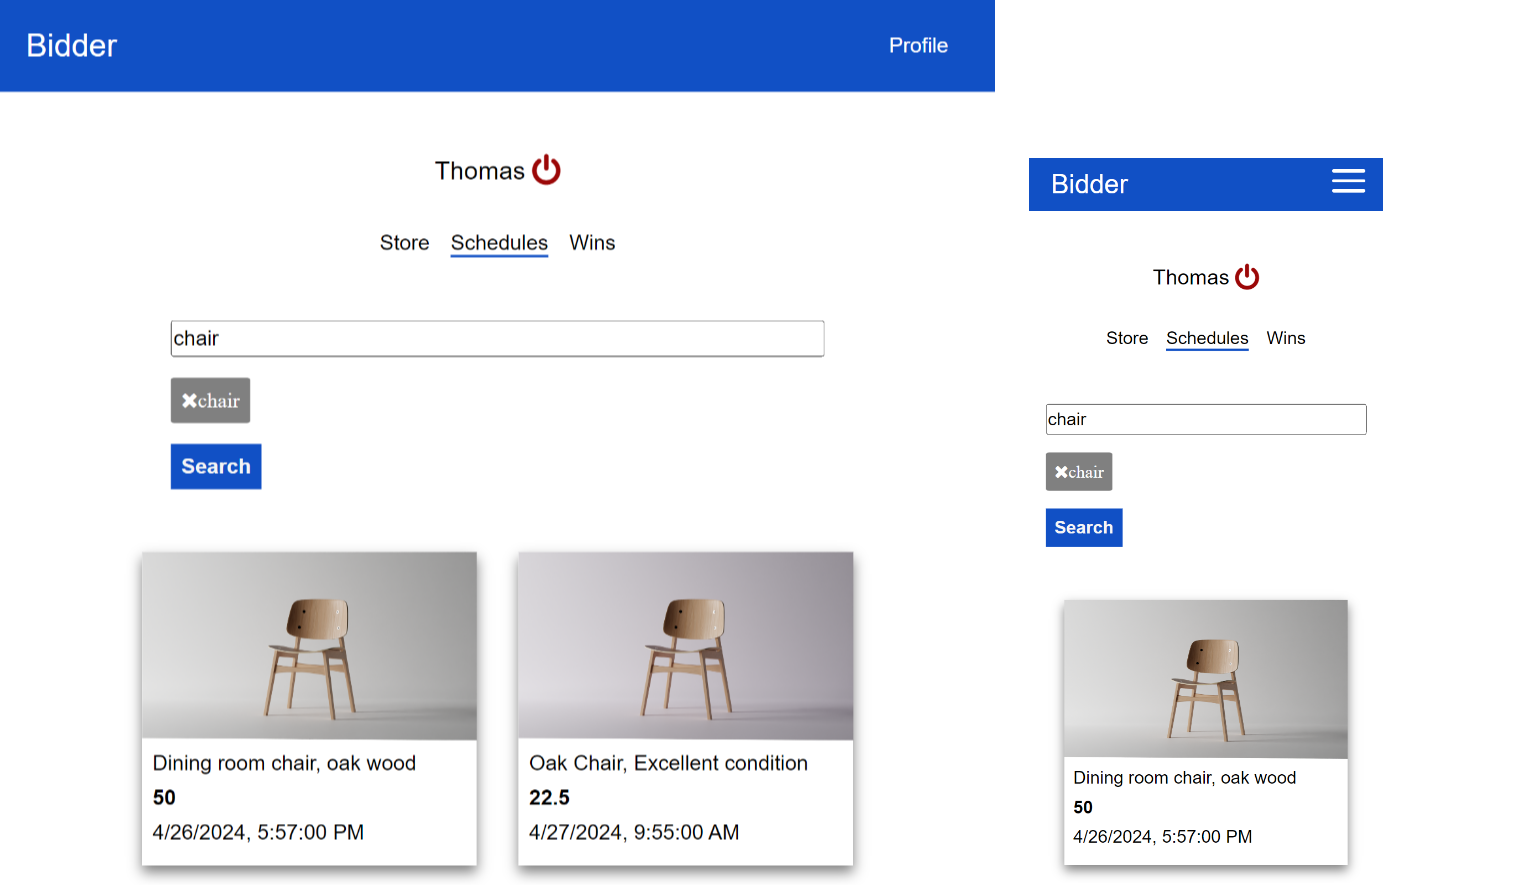 Bidder Profile
Thomas
Store Schedules Wins
chair
chair
Search
Dining room chair, oak wood
50
4/26/2024, 5:57:00 PM
Oak Chair, Excellent condition
22.5
4/27/2024, 9:55:00 AM
Bidder
Thomas
Store Schedules Wins
chair
chair
Search
Dining room chair, oak wood
50
4/26/2024, 5:57:00 PM